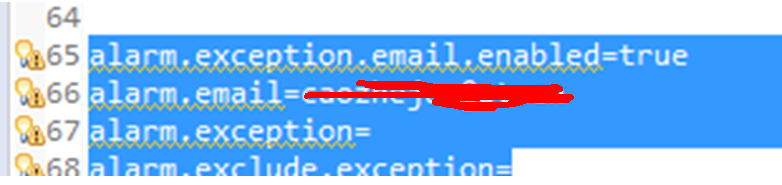 64
65 alarm.exception.email.enabled=true
66 alarm.email=
67 alarm.exception=
68 alarm.exclude.exception=